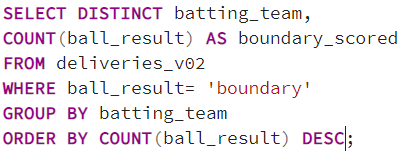 SELECT DISTINCT batting_team,
COUNT(ball_result) AS boundary_scored
FROM deliveries_v02
WHERE ball_result= 'boundary'
GROUP BY batting_team
ORDER BY COUNT(ball_result) DESC;